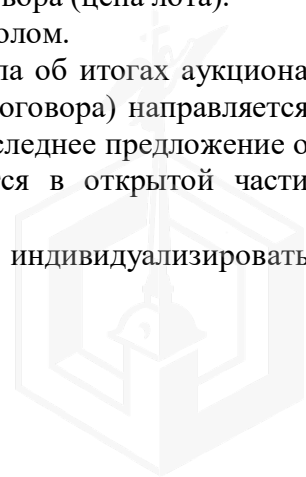 вора (цена лота).
олом.
ла об итогах аукциона
оговора) направляется
следнее предложение о
тся в открытой части
индивидуализировать